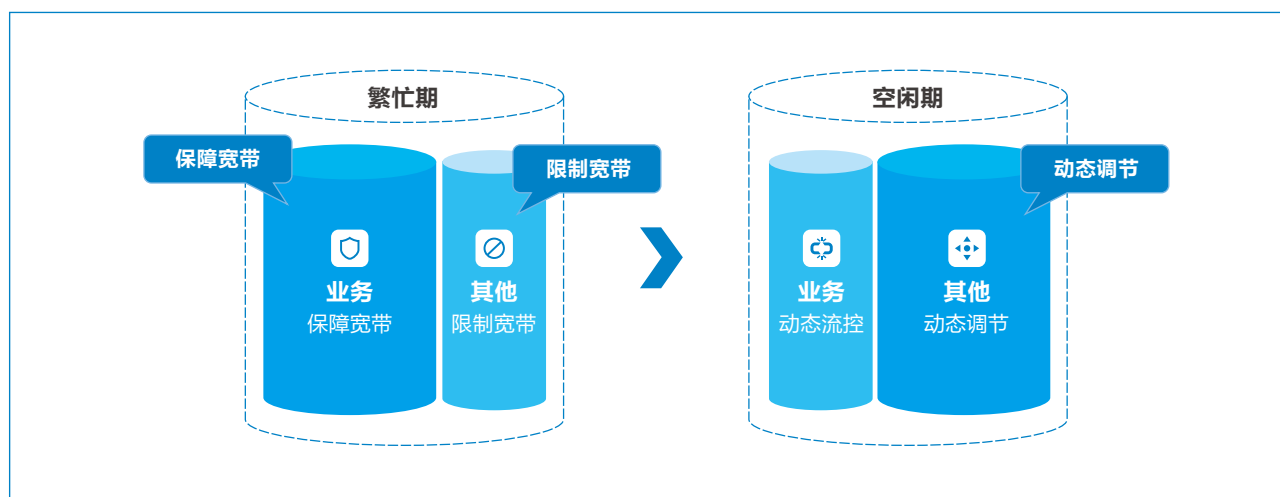 繁忙期
保障宽带
限制宽带
业务
保障宽带
其他
限制宽带
空闲期
动态调节
业务
动态流控
其他
动态调节